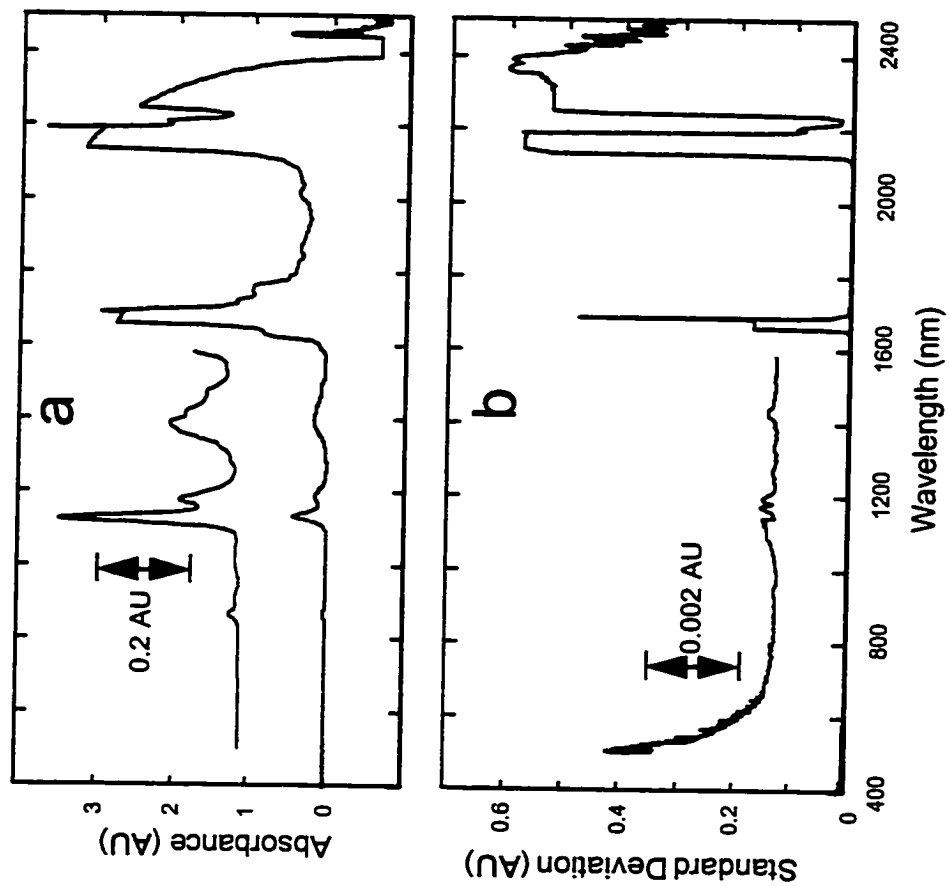 a
0.2 AU
3
2
1
0
Absorbance (AU)
b
0.002 AU
0.6
0.4
0.2
0
Standard Deviation (AU)
400
800
1200
1600
2000
2400
Wavelength (nm)